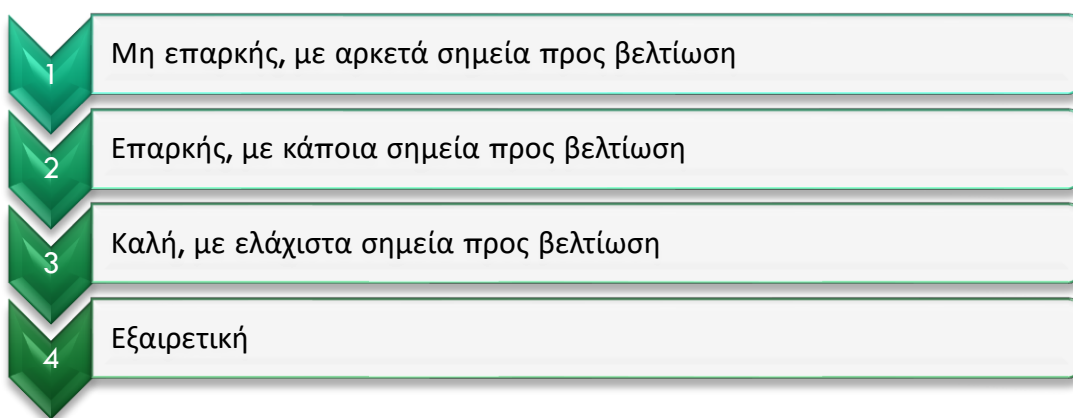 1
Μη επαρκής, με αρκετά σημεία προς βελτίωση
2
Επαρκής, με κάποια σημεία προς βελτίωση
3
Καλή, με ελάχιστα σημεία προς βελτίωση
4
Εξαιρετική